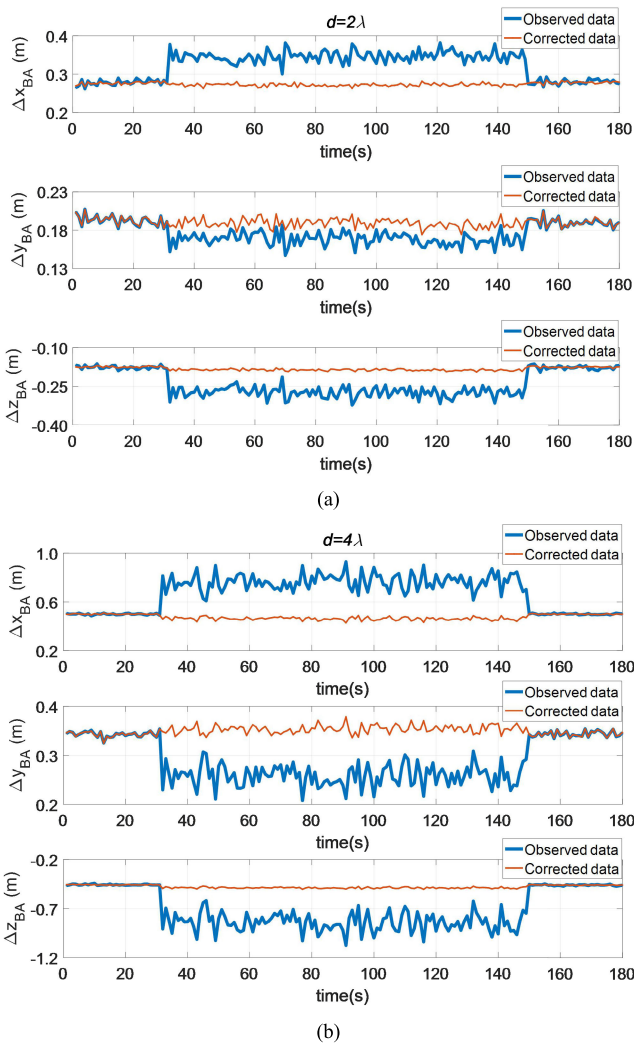 d=2λ
Observed data
Corrected data
Δx_BA (m)
0.4
0.3
0.2
0 20 40 60 80 100 120 140 160 180
time(s)
Observed data
Corrected data
Δy_BA (m)
0.23
0.18
0.13
0 20 40 60 80 100 120 140 160 180
time(s)
Observed data
Corrected data
Δz_BA (m)
-0.10
-0.25
-0.40
0 20 40 60 80 100 120 140 160 180
time(s)
(a)
d=4λ
Observed data
Corrected data
Δx_BA (m)
1.0
0.6
0.2
0 20 40 60 80 100 120 140 160 180
time(s)
Observed data
Corrected data
Δy_BA (m)
0.4
0.3
0.2
0 20 40 60 80 100 120 140 160 180
time(s)
Observed data
Corrected data
Δz_BA (m)
-0.2
-0.7
-1.2
0 20 40 60 80 100 120 140 160 180
time(s)
(b)